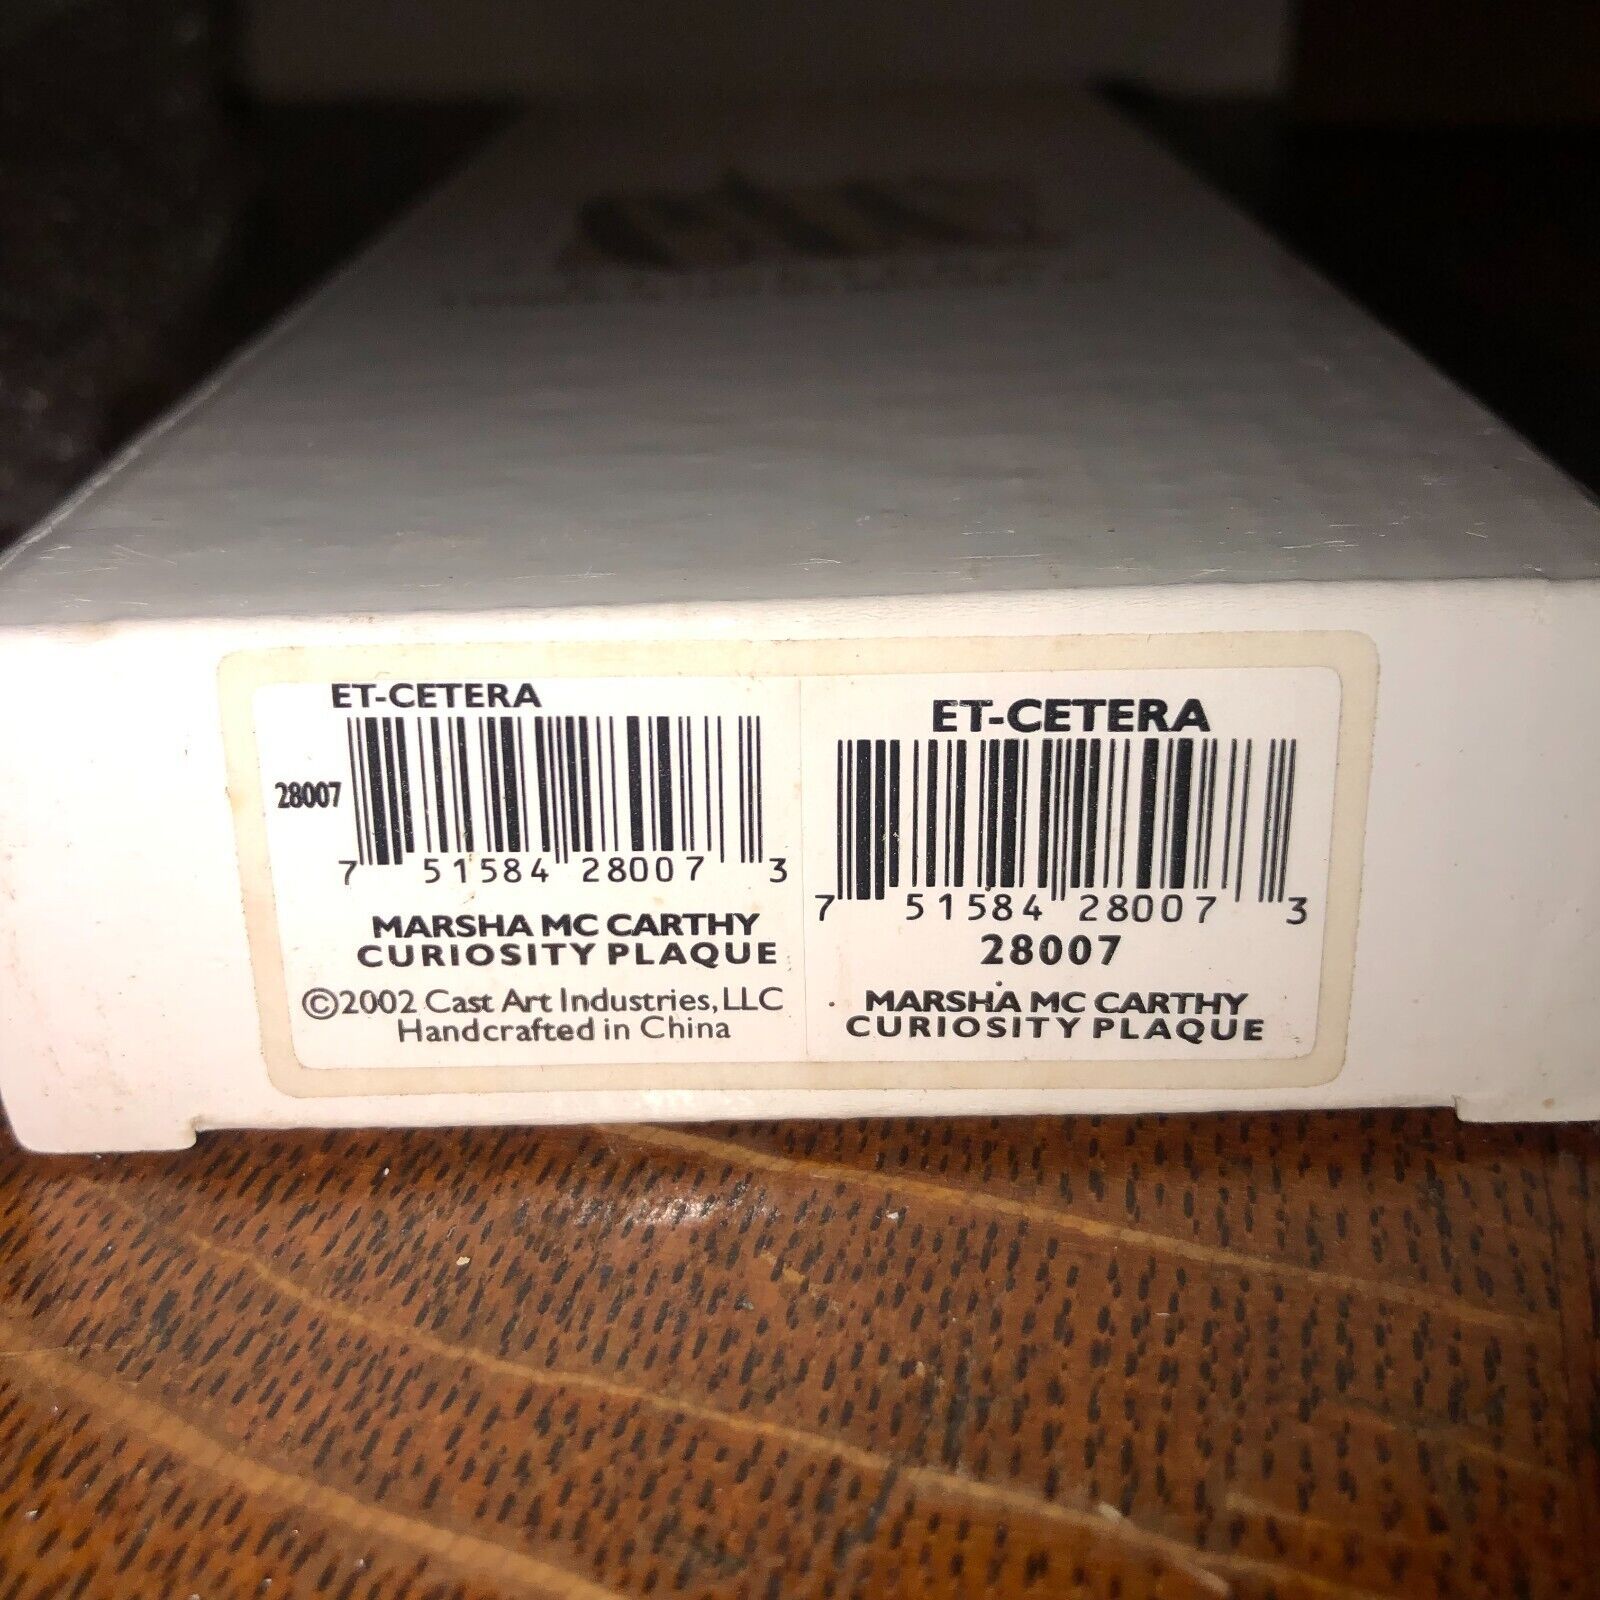 ET-CETERA
28007
7 51584 28007 3
MARSHA MC CARTHY
CURIOSITY PLAQUE
©2002 Cast Art Industries, LLC
Handcrafted in China
ET-CETERA
7 51584 28007 3
28007
MARSHA MC CARTHY
CURIOSITY PLAQUE